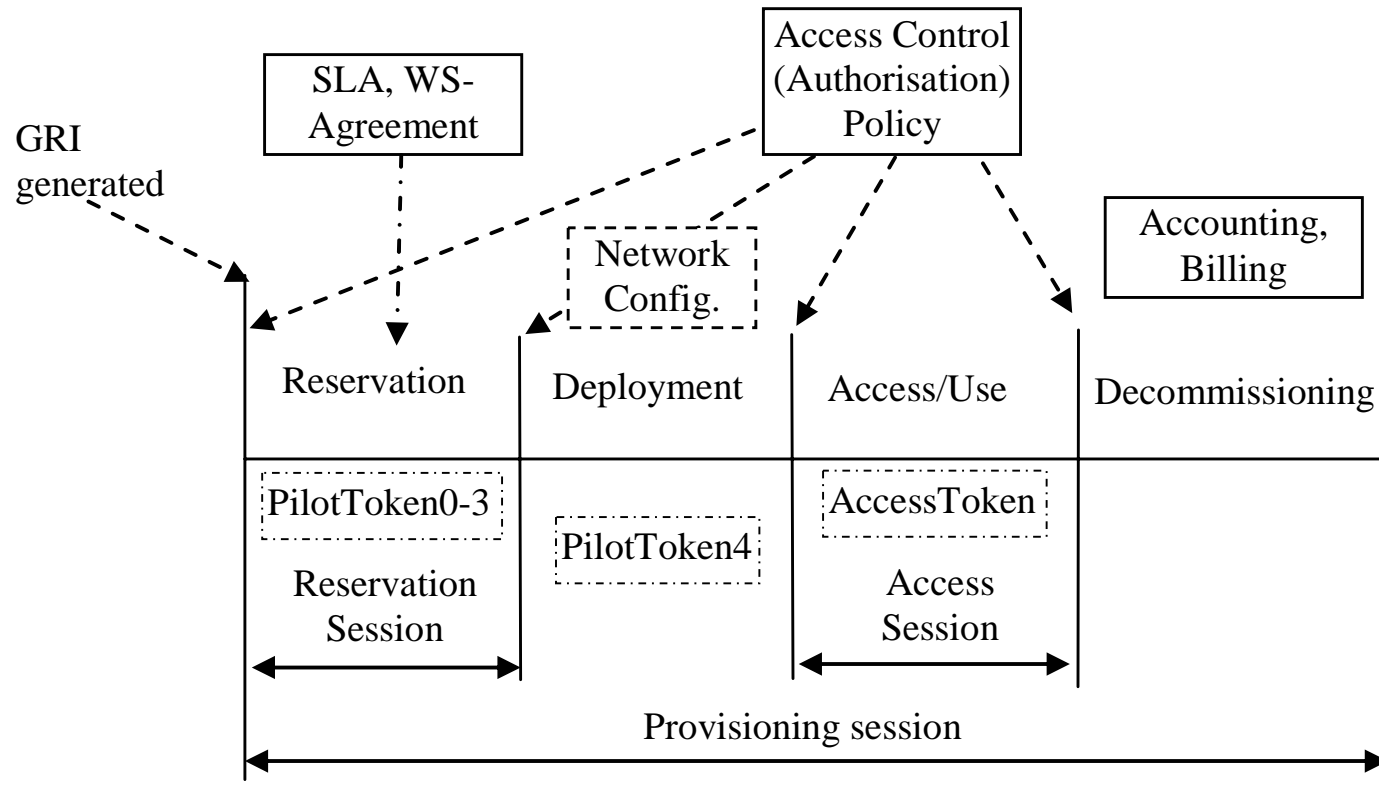 Access Control
(Authorisation)
Policy
SLA, WS-
Agreement
GRI
generated
Accounting,
Billing
Network
Config.
Reservation
Deployment
Access/Use
Decommissioning
PilotToken0-3
AccessToken
PilotToken4
Reservation
Session
Access
Session
Provisioning session